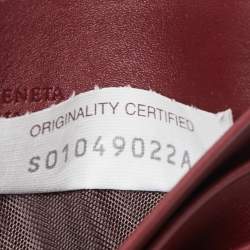 ENETA
ORIGINALITY CERTIFIED
S01049022A